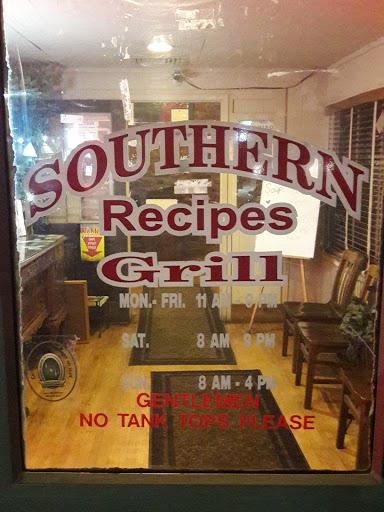 SOUTHERN
Recipes
Grill
MON. - FRI. 11 AM - 9 PM
SAT. 8 AM - 9 PM
SUN 8 AM - 4 PM
GENTLEMEN
NO TANK TOPS PLEASE